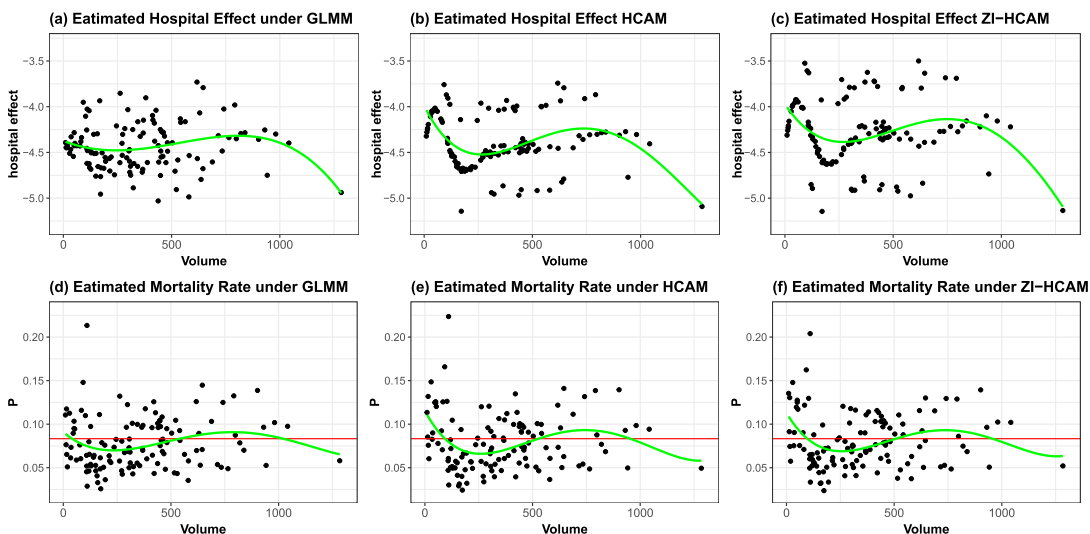 (a) Eatimated Hospital Effect under GLMM
−3.5
−4.0
−4.5
−5.0
hospital effect
0 500 1000
Volume
(b) Eatimated Hospital Effect HCAM
−3.5
−4.0
−4.5
−5.0
hosptial effect
0 500 1000
Volume
(c) Eatimated Hospital Effect ZI−HCAM
−3.5
−4.0
−4.5
−5.0
hosptial effect
0 500 1000
Volume
(d) Eatimated Mortality Rate under GLMM
0.20
0.15
0.10
0.05
P
0 500 1000
Volume
(e) Eatimated Mortality Rate under HCAM
0.20
0.15
0.10
0.05
P
0 500 1000
Volume
(f) Eatimated Mortality Rate under ZI−HCAM
0.20
0.15
0.10
0.05
P
0 500 1000
Volume